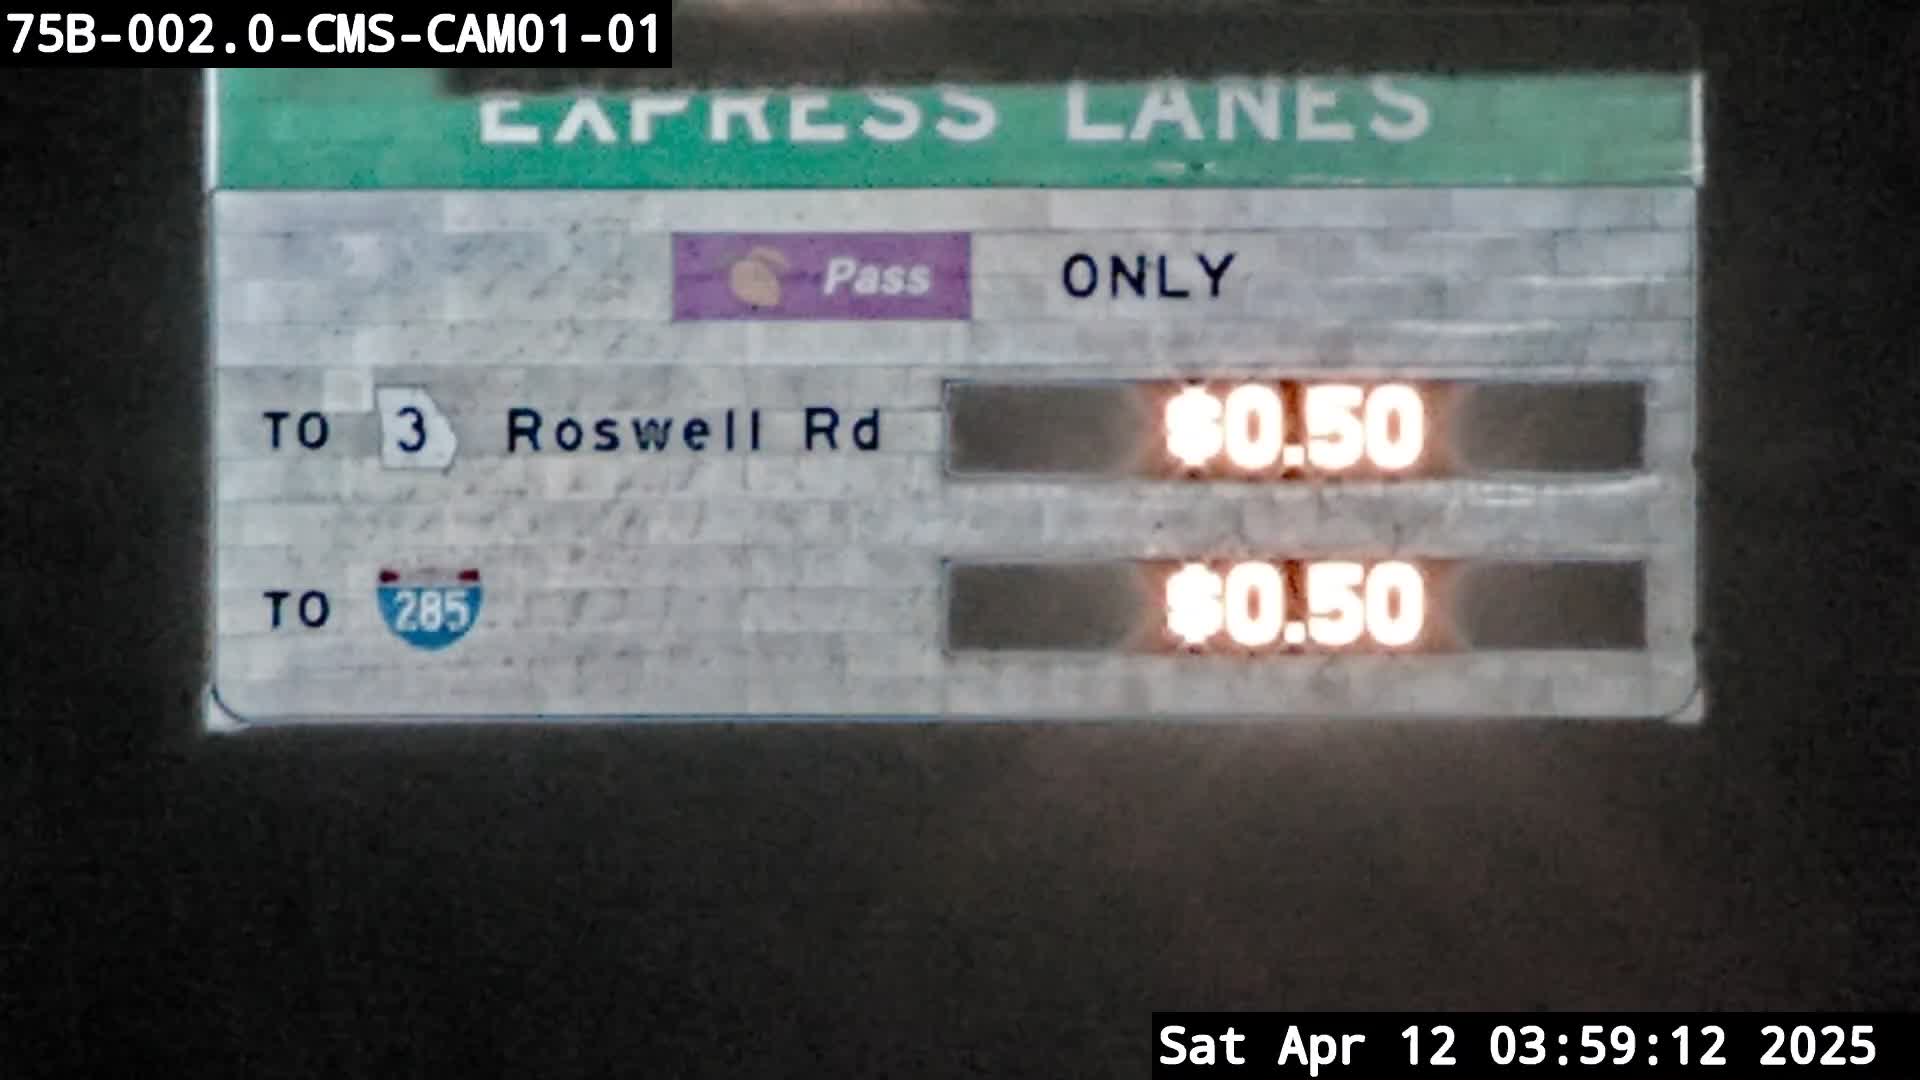 75B-002.0-CMS-CAM01-01
EXPRESS LANES
Pass ONLY
TO 3 Roswell Rd $0.50
TO 285 $0.50
Sat Apr 12 03:59:12 2025